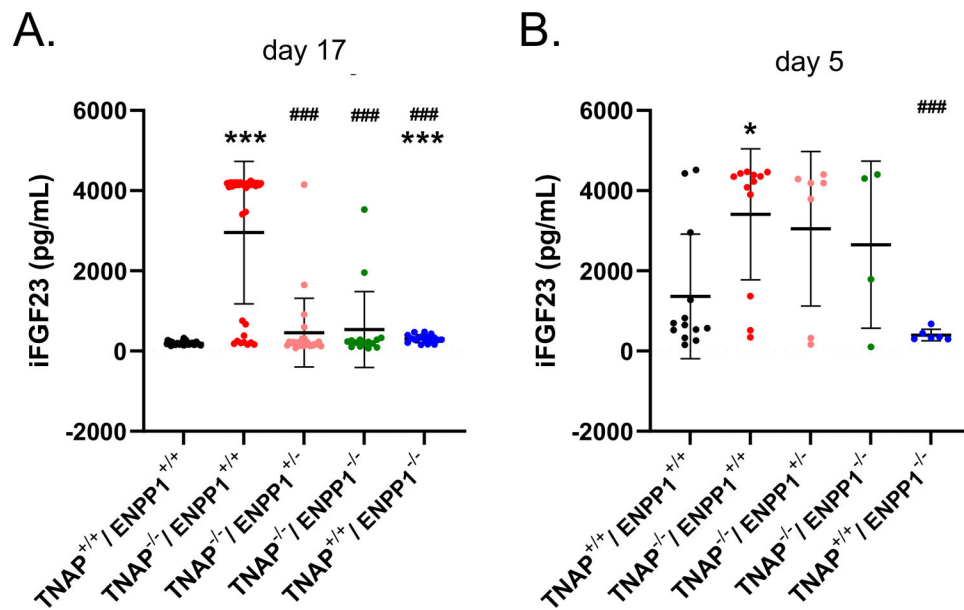 A.
day 17
iFGF23 (pg/mL)
6000
4000
2000
0
-2000
***
###
###
###
***
TNAP+/+/ ENPP1+/+
TNAP-/-/ ENPP1+/+
TNAP-/-/ ENPP1+/-
TNAP-/-/ ENPP1-/-
TNAP+/+/ ENPP1-/-
B.
day 5
iFGF23 (pg/mL)
6000
4000
2000
0
-2000
*
###
TNAP+/+/ ENPP1+/+
TNAP-/-/ ENPP1+/+
TNAP-/-/ ENPP1+/-
TNAP-/-/ ENPP1-/-
TNAP+/+/ ENPP1-/-